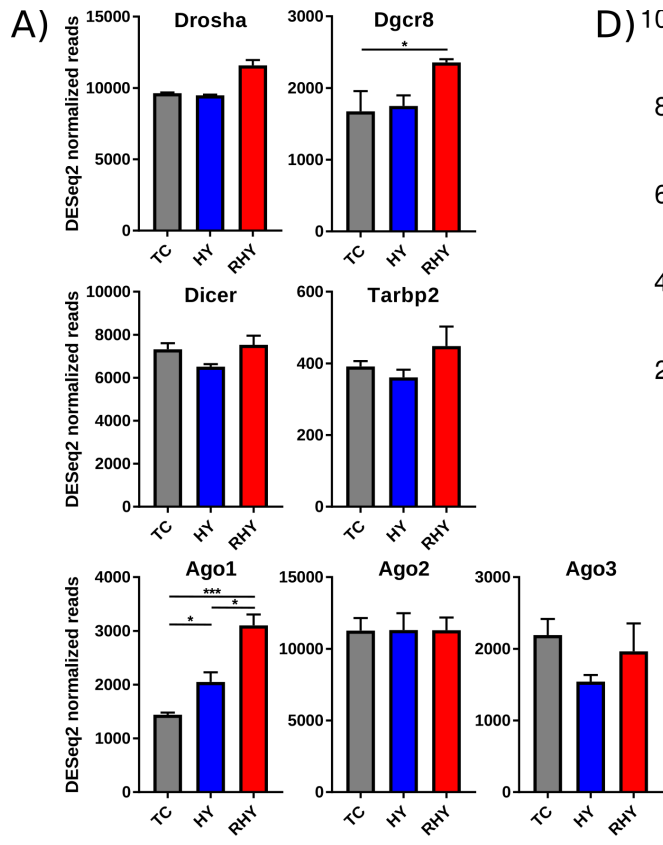 A)
D)
Drosha
DESeq2 normalized reads
15000
10000
5000
0
TC
HY
RHY
Dgcr8
3000
2000
1000
0
*
TC
HY
RHY
Dicer
DESeq2 normalized reads
10000
8000
6000
4000
2000
0
TC
HY
RHY
Tarbp2
600
400
200
0
TC
HY
RHY
Ago1
DESeq2 normalized reads
4000
3000
2000
1000
0
***
*
*
TC
HY
RHY
Ago2
15000
10000
5000
0
TC
HY
RHY
Ago3
3000
2000
1000
0
TC
HY
RHY
8
4
2